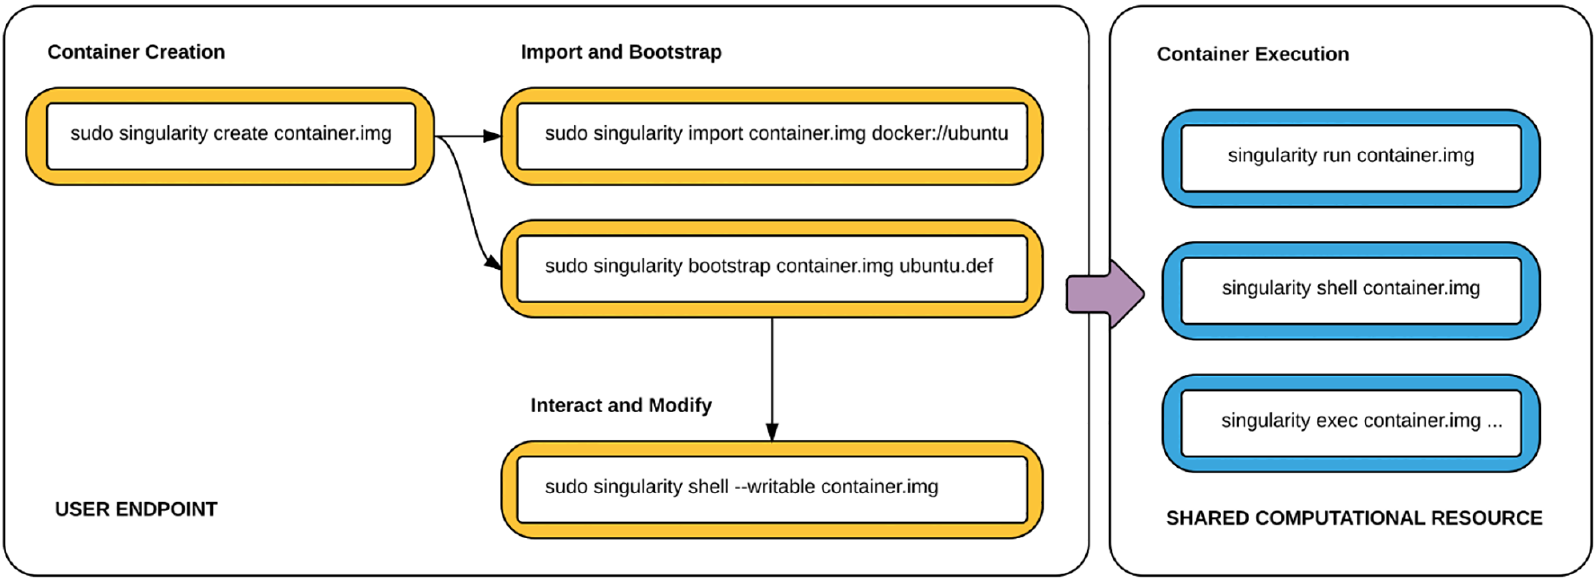 Container Creation
sudo singularity create container.img
Import and Bootstrap
sudo singularity import container.img docker://ubuntu
sudo singularity bootstrap container.img ubuntu.def
Interact and Modify
sudo singularity shell --writable container.img
USER ENDPOINT
Container Execution
singularity run container.img
singularity shell container.img
singularity exec container.img ...
SHARED COMPUTATIONAL RESOURCE